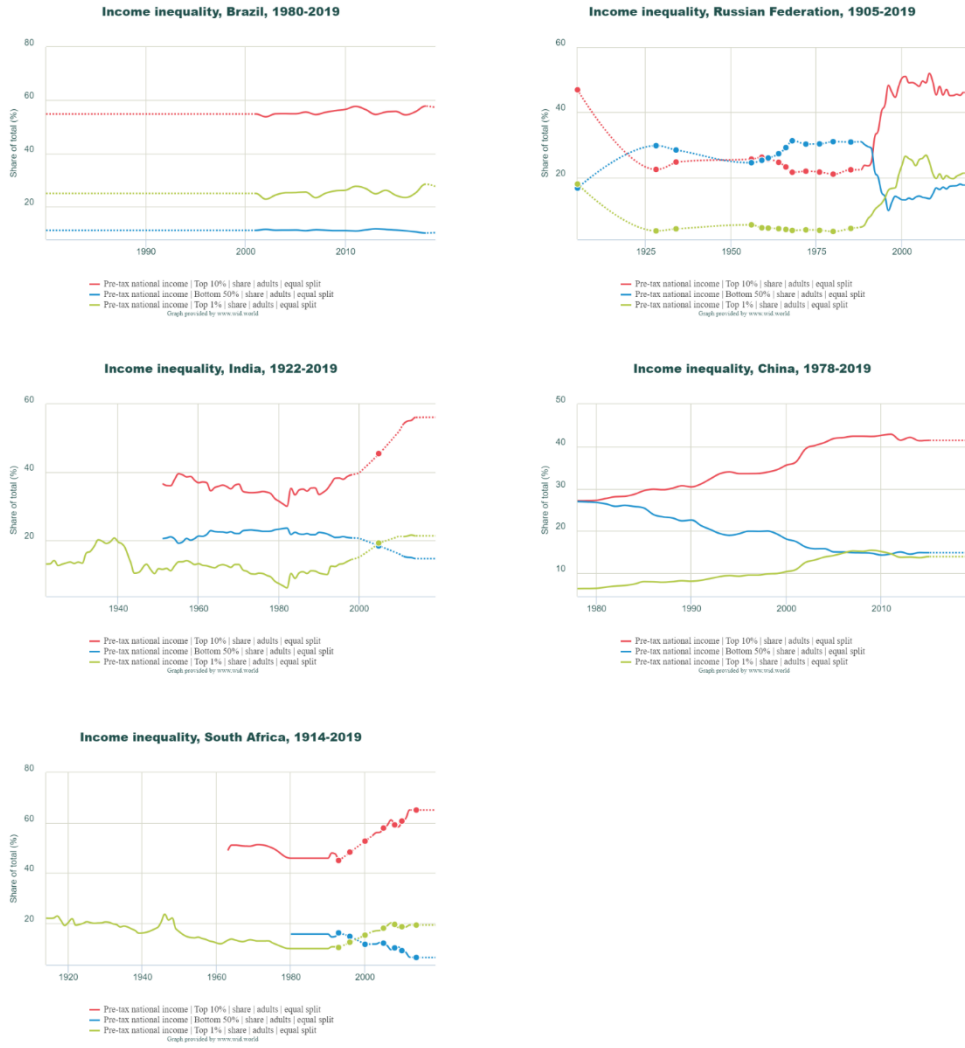 Income inequality, Brazil, 1980-2019
80
60
40
20
Share of total (%)
1990
2000
2010
Pre-tax national income | Top 10% | share | adults | equal split
Pre-tax national income | Bottom 50% | share | adults | equal split
Pre-tax national income | Top 1% | share | adults | equal split
Graph provided by www.wid.world
Income inequality, Russian Federation, 1905-2019
60
40
20
Share of total (%)
1925
1950
1975
2000
Pre-tax national income | Top 10% | share | adults | equal split
Pre-tax national income | Bottom 50% | share | adults | equal split
Pre-tax national income | Top 1% | share | adults | equal split
Graph provided by www.wid.world
Income inequality, India, 1922-2019
60
40
20
Share of total (%)
1940
1960
1980
2000
Pre-tax national income | Top 10% | share | adults | equal split
Pre-tax national income | Bottom 50% | share | adults | equal split
Pre-tax national income | Top 1% | share | adults | equal split
Graph provided by www.wid.world
Income inequality, China, 1978-2019
50
40
30
20
10
Share of total (%)
1980
1990
2000
2010
Pre-tax national income | Top 10% | share | adults | equal split
Pre-tax national income | Bottom 50% | share | adults | equal split
Pre-tax national income | Top 1% | share | adults | equal split
Graph provided by www.wid.world
Income inequality, South Africa, 1914-2019
80
60
40
20
Share of total (%)
1920
1940
1960
1980
2000
Pre-tax national income | Top 10% | share | adults | equal split
Pre-tax national income | Bottom 50% | share | adults | equal split
Pre-tax national income | Top 1% | share | adults | equal split
Graph provided by www.wid.world